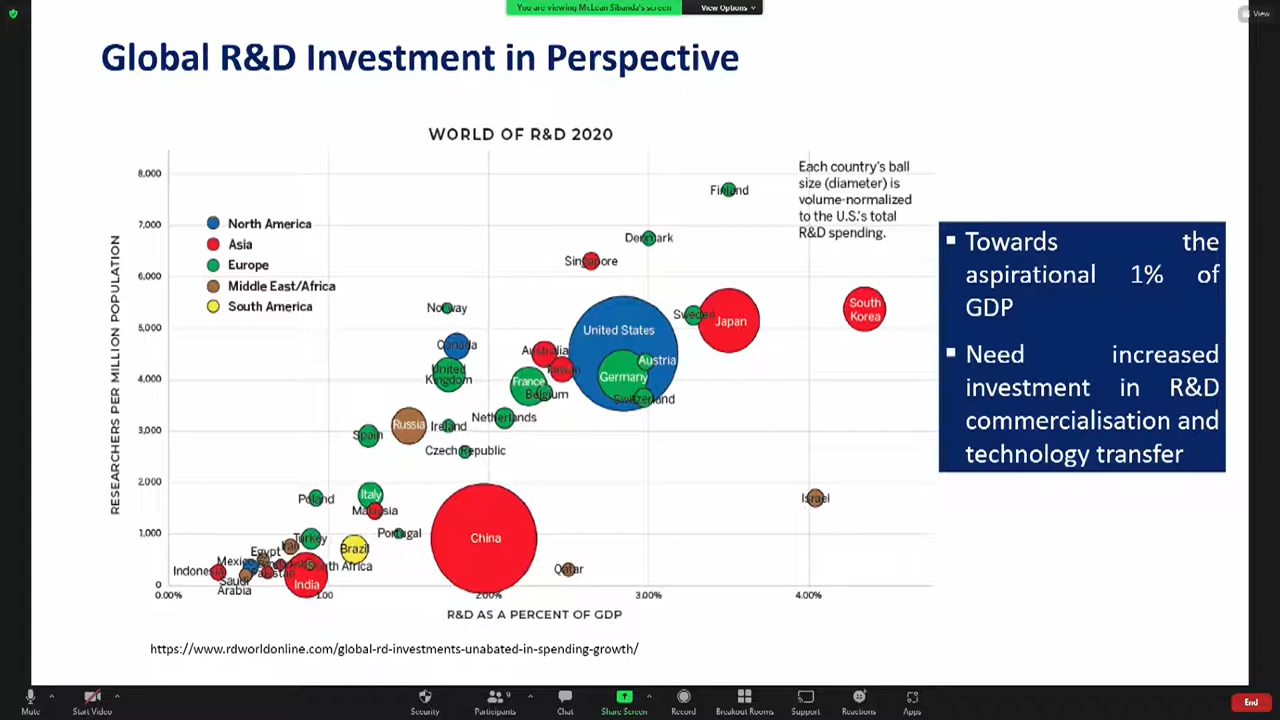 You are viewing McLean Sibanda's screen
View Options
View
Global R&D Investment in Perspective
WORLD OF R&D 2020
Each country's ball
size (diameter) is
volume-normalized
to the U.S.'s total
R&D spending.
RESEARCHERS PER MILLION POPULATION
8,000
7,000
6,000
5,000
4,000
3,000
2,000
1,000
0
North America
Asia
Europe
Middle East/Africa
South America
Finland
Denmark
Singapore
Norway
Sweden
Japan
South
Korea
United States
Canada
Australia
Taiwan
Austria
United
Kingdom
France
Germany
Belgium
Switzerland
Netherlands
Russia
Ireland
Spain
Czech Republic
Poland
Italy
Malaysia
Israel
Portugal
China
Turkey
Iran
Brazil
Egypt
Mexico
South Africa
Qatar
Indonesia
Pakistan
Saudi
Arabia
India
0.00%
1.00
2.00%
3.00%
4.00%
R&D AS A PERCENT OF GDP
Towards the
aspirational 1% of
GDP
Need increased
investment in R&D
commercialisation and
technology transfer
https://www.rdworldonline.com/global-rd-investments-unabated-in-spending-growth/
Mute
Start Video
Security
Participants
9
Chat
Share Screen
Record
Breakout Rooms
Support
Reactions
Apps
End